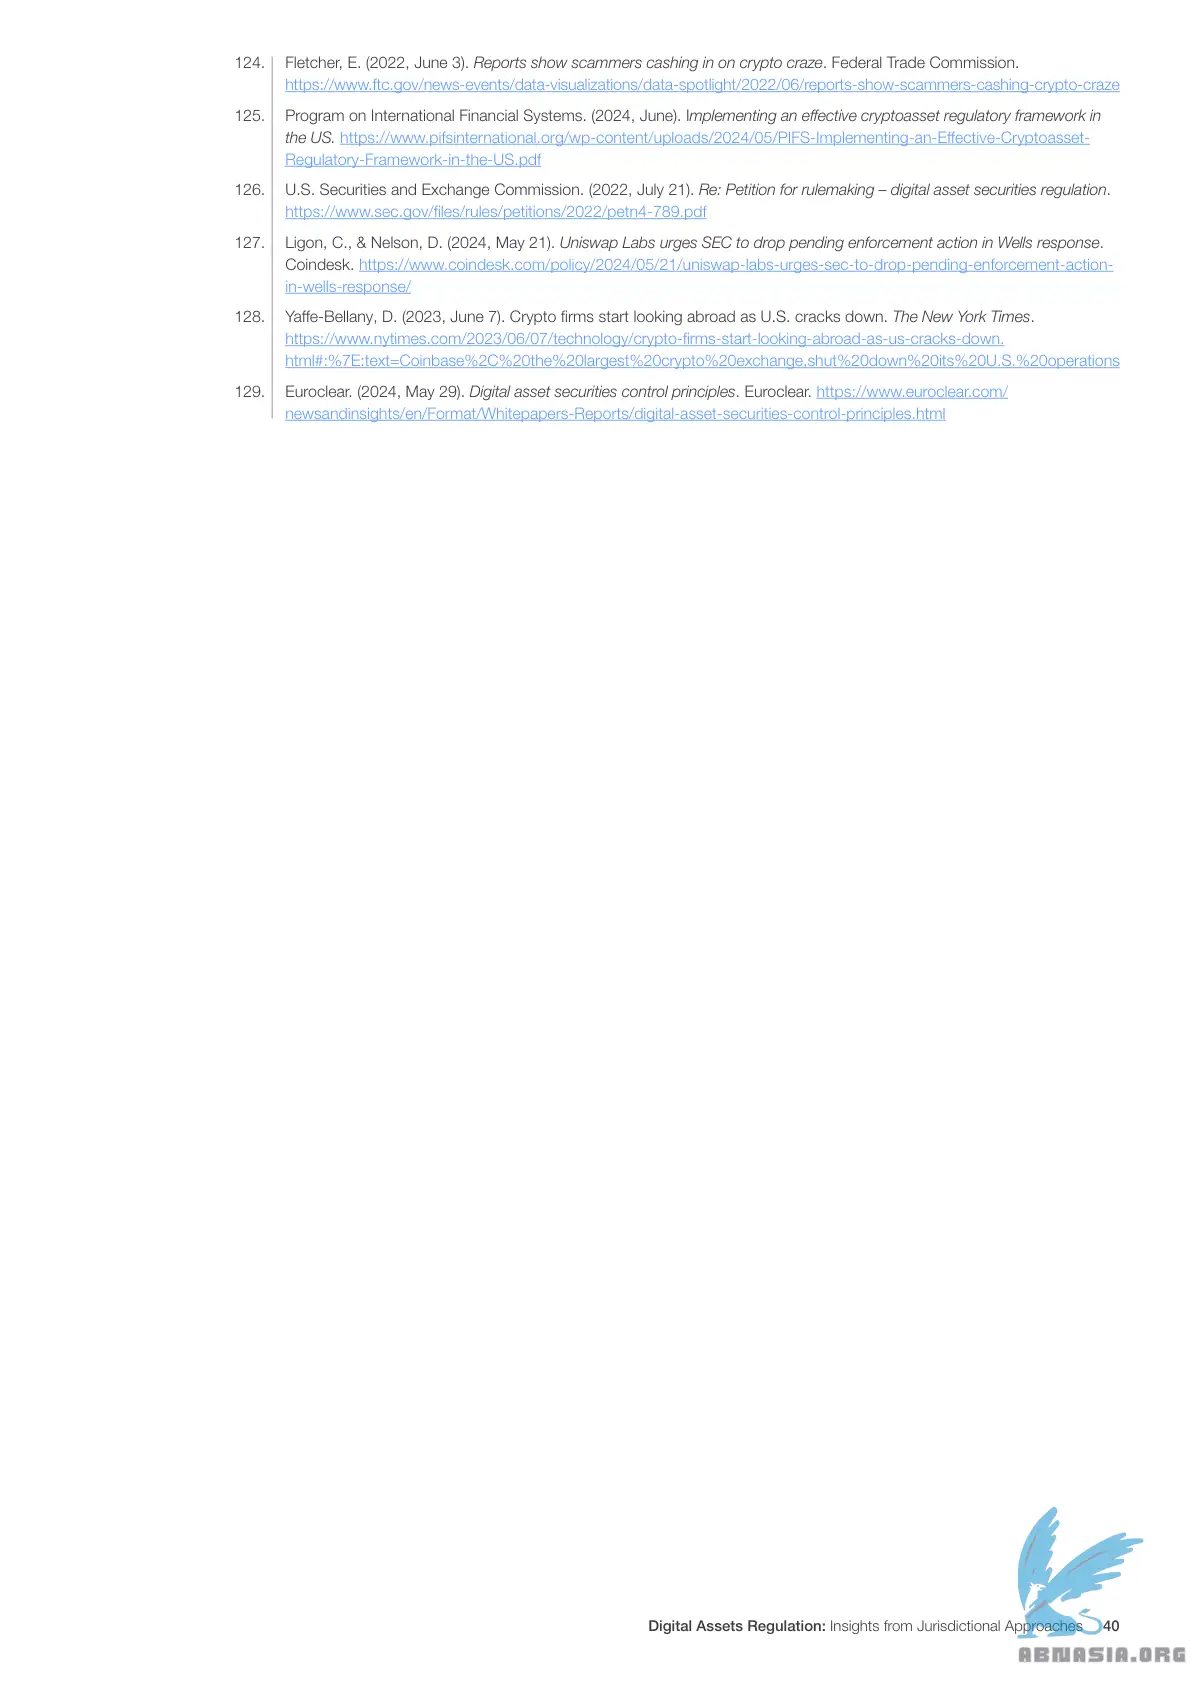 124. Fletcher, E. (2022, June 3). Reports show scammers cashing in on crypto craze. Federal Trade Commission.
https://www.ftc.gov/news-events/data-visualizations/data-spotlight/2022/06/reports-show-scammers-cashing-crypto-craze
125. Program on International Financial Systems. (2024, June). Implementing an effective cryptoasset regulatory framework in
the US. https://www.pifsinternational.org/wp-content/uploads/2024/05/PIFS-Implementing-an-Effective-Cryptoasset-
Regulatory-Framework-in-the-US.pdf
126. U.S. Securities and Exchange Commission. (2022, July 21). Re: Petition for rulemaking – digital asset securities regulation.
https://www.sec.gov/files/rules/petitions/2022/petn4-789.pdf
127. Ligon, C., & Nelson, D. (2024, May 21). Uniswap Labs urges SEC to drop pending enforcement action in Wells response.
Coindesk. https://www.coindesk.com/policy/2024/05/21/uniswap-labs-urges-sec-to-drop-pending-enforcement-action-
in-wells-response/
128. Yaffe-Bellany, D. (2023, June 7). Crypto firms start looking abroad as U.S. cracks down. The New York Times.
https://www.nytimes.com/2023/06/07/technology/crypto-firms-start-looking-abroad-as-us-cracks-down.
html#:%7E:text=Coinbase%2C%20the%20largest%20crypto%20exchange,shut%20down%20its%20U.S.%20operations
129. Euroclear. (2024, May 29). Digital asset securities control principles. Euroclear. https://www.euroclear.com/
newsandinsights/en/Format/Whitepapers-Reports/digital-asset-securities-control-principles.html
Digital Assets Regulation: Insights from Jurisdictional Approaches 40
ABNASIA.ORG